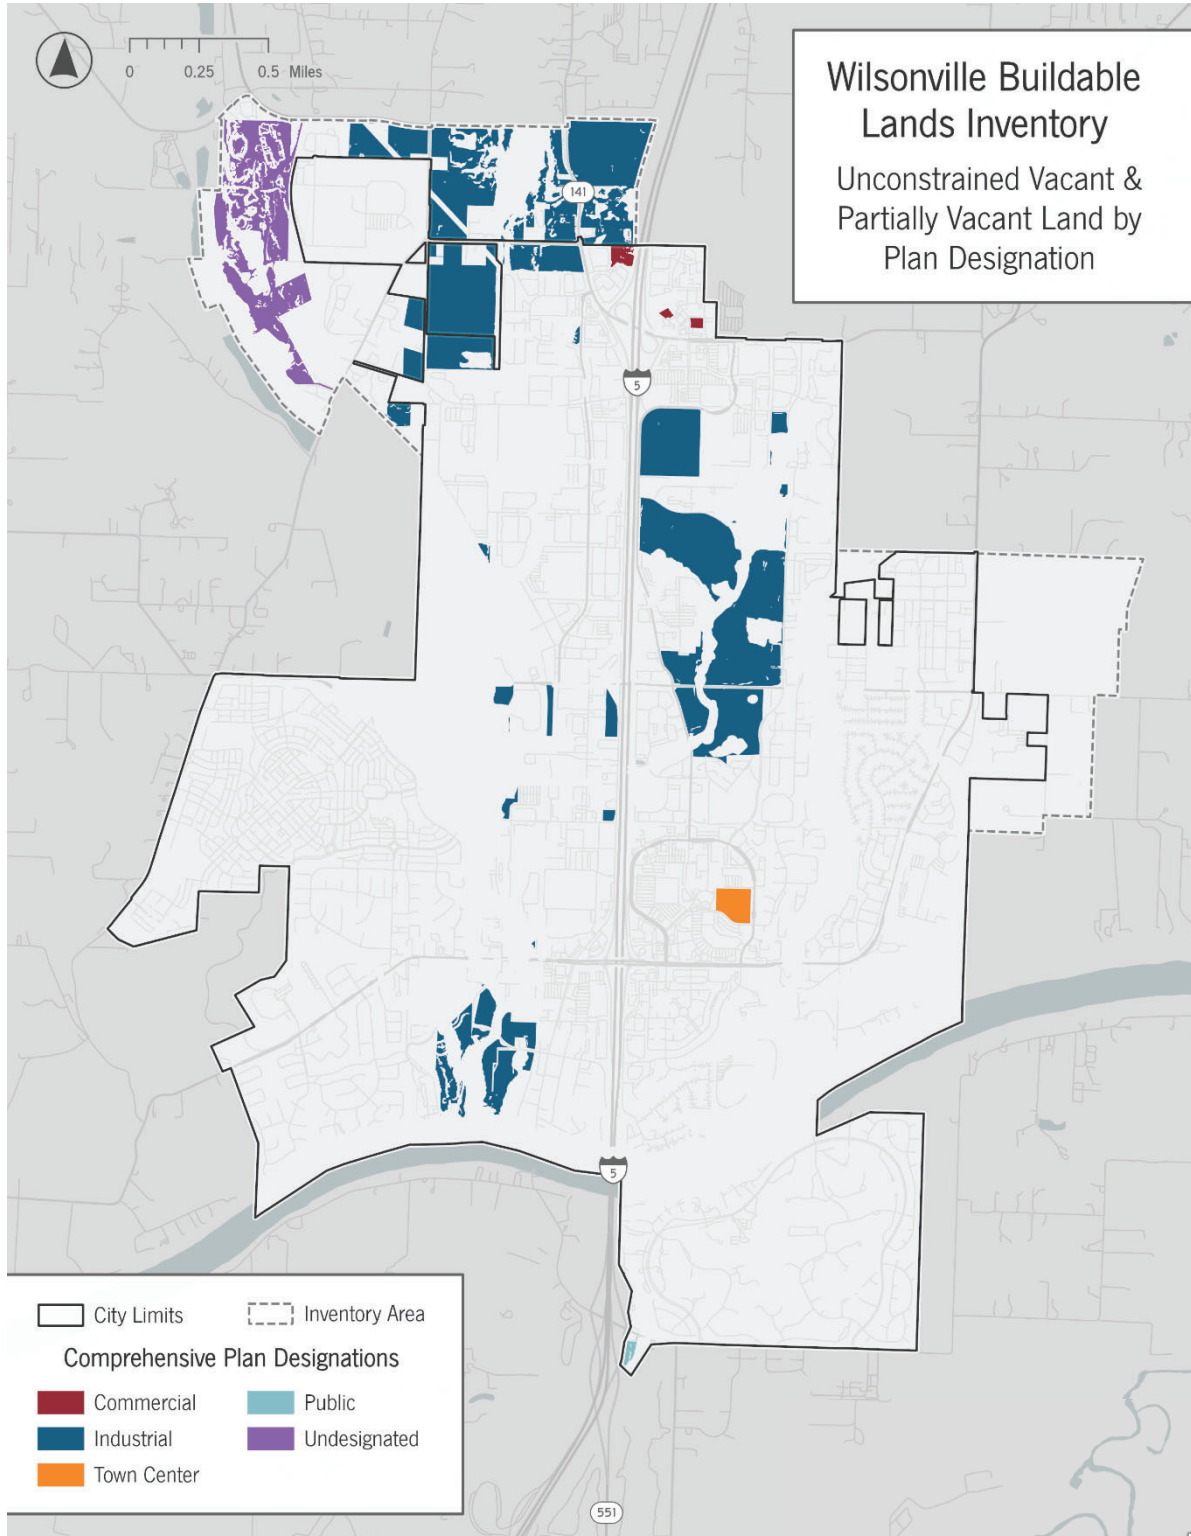 0 0.25 0.5 Miles
Wilsonville Buildable
Lands Inventory
Unconstrained Vacant &
Partially Vacant Land by
Plan Designation
141
5
5
City Limits
Inventory Area
Comprehensive Plan Designations
Commercial
Public
Industrial
Undesignated
Town Center
551